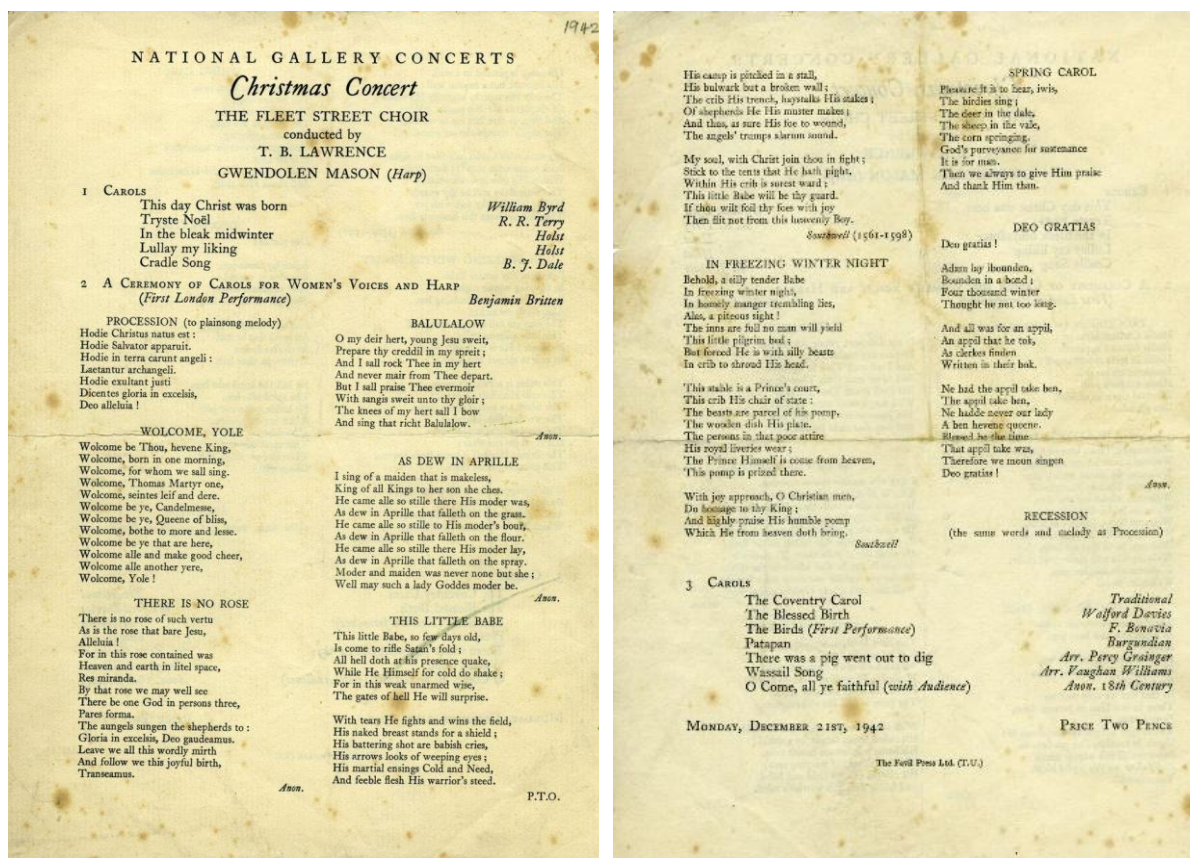 1942
NATIONAL GALLERY CONCERTS
Christmas Concert
THE FLEET STREET CHOIR
conducted by
T. B. LAWRENCE
GWENDOLEN MASON (Harp)
1 CAROLS
This day Christ was born William Byrd
Tryste Noël R. R. Terry
In the bleak midwinter Holst
Lullay my liking Holst
Cradle Song B. J. Dale
2 A CEREMONY OF CAROLS FOR WOMEN'S VOICES AND HARP
(First London Performance) Benjamin Britten
PROCESSION (to plainsong melody)
Hodie Christus natus est :
Hodie Salvator apparuit.
Hodie in terra carunt angeli :
Laetantur archangeli.
Hodie exultant justi
Dicentes gloria in excelsis,
Deo alleluia !
WOLCOME, YOLE
Wolcome be Thou, hevene King,
Wolcome, born in one morning,
Wolcome, for whom we sall sing.
Wolcome, Thomas Martyr one,
Wolcome, seintes leif and dere.
Wolcome be ye, Candelmesse,
Wolcome be ye, Queene of bliss,
Wolcome, bothe to more and lesse.
Wolcome be ye that are here,
Wolcome alle and make good cheer,
Wolcome alle another yere,
Wolcome, Yole !
THERE IS NO ROSE
There is no rose of such vertu
As is the rose that bare Jesu,
Alleluia !
For in this rose contained was
Heaven and earth in litel space,
Res miranda.
By that rose we may well see
There be one God in persons three,
Pares forma.
The aungels sungen the shepherds to :
Gloria in excelsis, Deo gaudeamus.
Leave we all this wordly mirth
And follow we this joyful birth,
Transeamus.
Anon.
BALULALOW
O my deir hert, young Jesu sweit,
Prepare thy creddil in my spreit ;
And I sall rock Thee in my hert
And never mair from Thee depart.
But I sall praise Thee evermoir
With sangis sweit unto thy gloir ;
The knees of my hert sall I bow
And sing that richt Balulalow.
Anon.
AS DEW IN APRILLE
I sing of a maiden that is makeless,
King of all Kings to her son she ches.
He came alle so stille there His moder was,
As dew in Aprille that falleth on the grass.
He came alle so stille to His moder's bour,
As dew in Aprille that falleth on the flour.
He came alle so stille there His moder lay,
As dew in Aprille that falleth on the spray.
Moder and maiden was never none but she ;
Well may such a lady Goddes moder be.
Anon.
THIS LITTLE BABE
This little Babe, so few days old,
Is come to rifle Satan's fold ;
All hell doth at his presence quake,
While He Himself for cold do shake ;
For in this weak unarmed wise,
The gates of hell He will surprise.
With tears He fights and wins the field,
His naked breast stands for a shield ;
His battering shot are babish cries,
His arrows looks of weeping eyes ;
His martial ensings Cold and Need,
And feeble flesh His warrior's steed.
P.T.O.
His camp is pitched in a stall,
His bulwark but a broken wall ;
The crib His trench, haystalks His stakes ;
Of shepherds He His muster makes ;
And thus, as sure His foe to wound,
The angels' trumps alarum sound.
My soul, with Christ join thou in fight ;
Stick to the tents that He hath pight.
Within His crib is surest ward ;
This little Babe will be thy guard.
If thou wilt foil thy foes with joy
Then flit not from this heavenly Boy.
Southwell (1561-1598)
IN FREEZING WINTER NIGHT
Behold, a silly tender Babe
In freezing winter night,
In homely manger trembling lies,
Alas, a piteous sight !
The inns are full no man will yield
This little pilgrim bed ;
But forced He is with silly beasts
In crib to shroud His head.
This stable is a Prince's court,
This crib His chair of state :
The beasts are parcel of his pomp,
The wooden dish His plate.
The persons in that poor attire
His royal liveries wear ;
The Prince Himself is come from heaven,
This pomp is prized there.
With joy approach, O Christian men,
Do homage to thy King ;
And highly praise His humble pomp
Which He from heaven doth bring.
Southwell
SPRING CAROL
Pleasure it is to hear, iwis,
The birdies sing ;
The deer in the dale,
The sheep in the vale,
The corn springing.
God's purveyance for sustenance
It is for man.
Then we always to give Him praise
And thank Him than.
DEO GRATIAS
Deo gratias !
Adam lay ibounden,
Bounden in a bond ;
Four thousand winter
Thought he not too long.
And all was for an appil,
An appil that he tok,
As clerkes finden
Written in their bok.
Ne had the appil take ben,
The appil take ben,
Ne hadde never our lady
A ben hevene queene.
Blessed be the time
That appil take was,
Therefore we moun singen
Deo gratias !
Anon.
RECESSION
(the same words and melody as Procession)
3 CAROLS
The Coventry Carol Traditional
The Blessed Birth Walford Davies
The Birds (First Performance) F. Bonavia
Patapan Burgundian
There was a pig went out to dig Arr. Percy Grainger
Wassail Song Arr. Vaughan Williams
O Come, all ye faithful (with Audience) Anon. 18th Century
MONDAY, DECEMBER 21ST, 1942 PRICE TWO PENCE
The Favil Press Ltd. (T.U.)